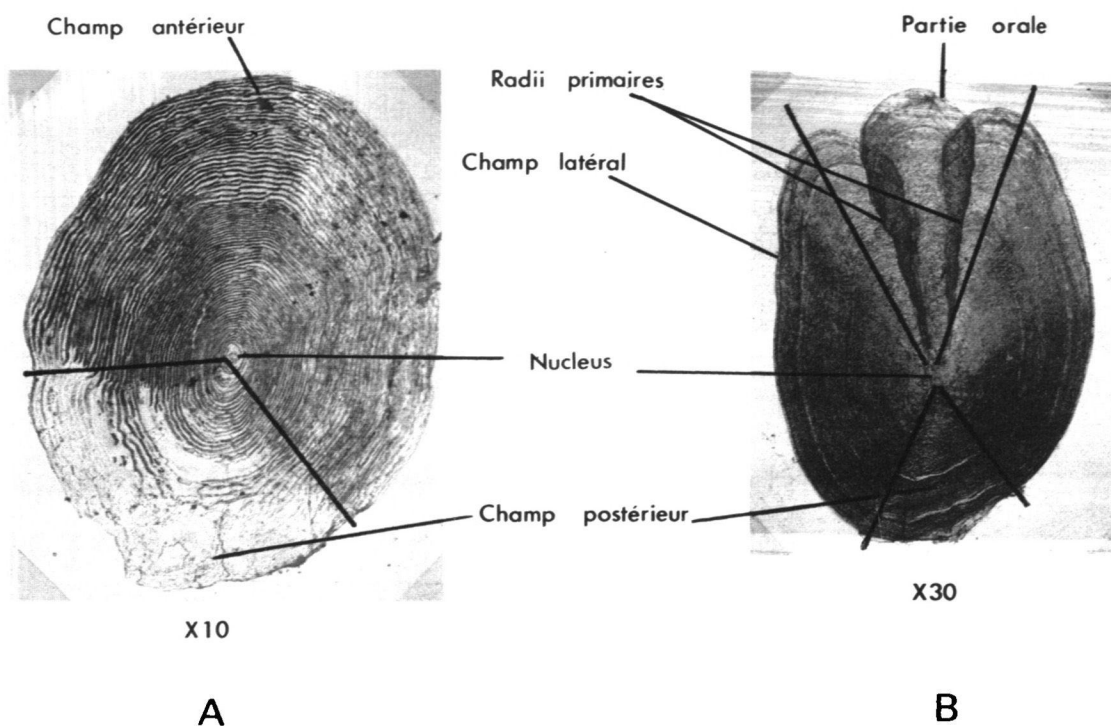 Champ antérieur
Partie orale
Radii primaires
Champ latéral
Nucleus
Champ postérieur
X10
X30
A
B